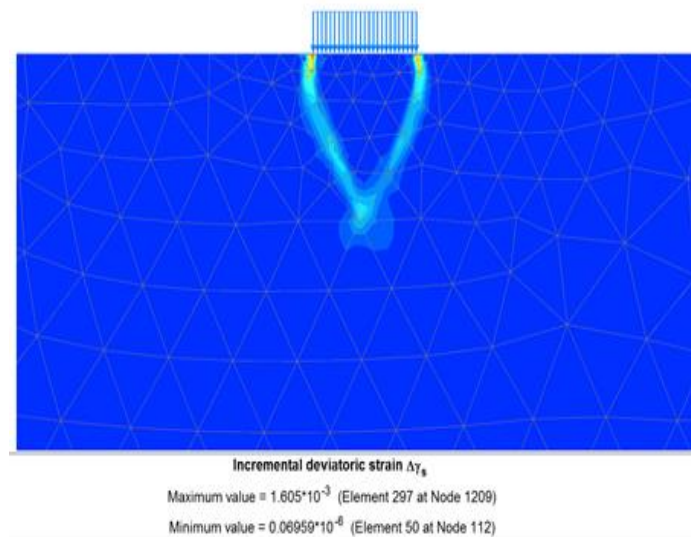 Incremental deviatoric strain Δγₛ
Maximum value = 1.605*10⁻³ (Element 297 at Node 1209)
Minimum value = 0.06959*10⁻⁶ (Element 50 at Node 112)